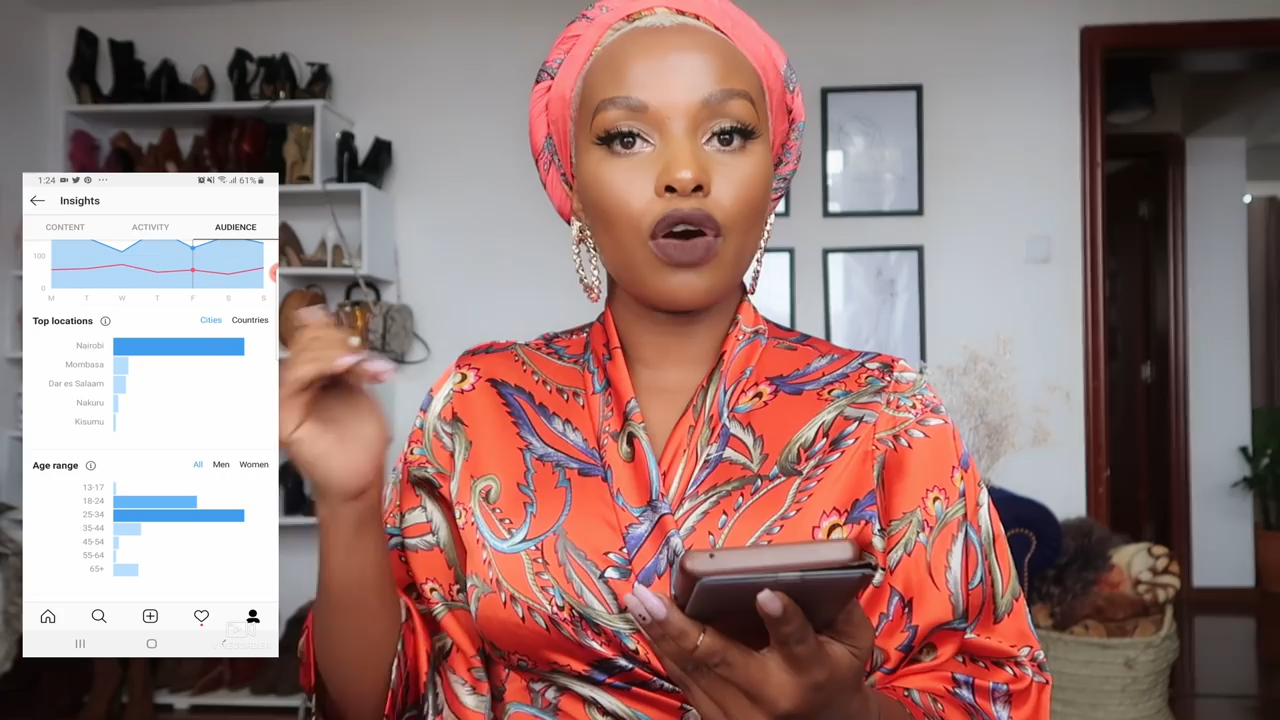 1:24 61%
Insights
CONTENT ACTIVITY AUDIENCE
100
0
M T W T F S S
Top locations Cities Countries
Nairobi
Mombasa
Dar es Salaam
Nakuru
Kisumu
Age range All Men Women
13-17
18-24
25-34
35-44
45-54
55-64
65+